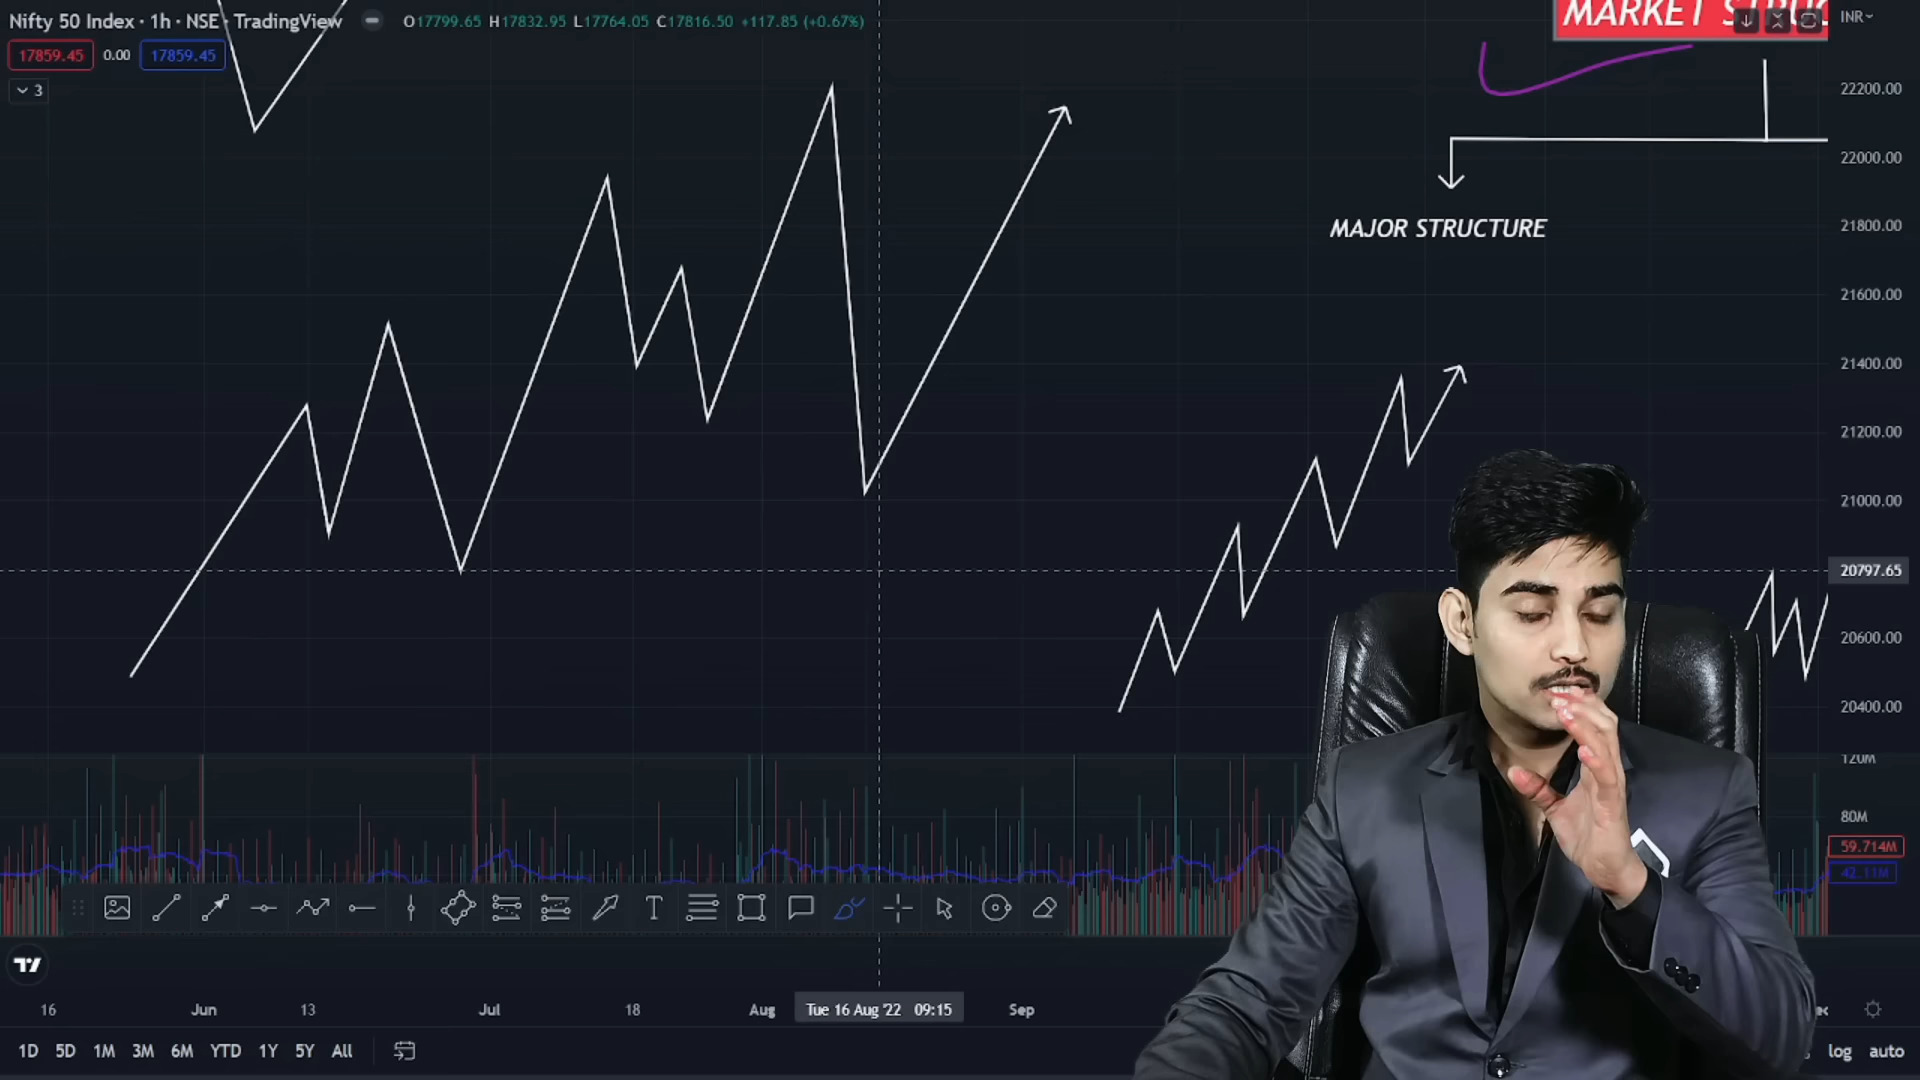 Nifty 50 Index · 1h · NSE · TradingView O17799.65 H17832.95 L17764.05 C17816.50 +117.85 (+0.67%)
17859.45 0.00 17859.45
3
MARKET
INR
22200.00
22000.00
MAJOR STRUCTURE
21800.00
21600.00
21400.00
21200.00
21000.00
20797.65
20600.00
20400.00
120M
80M
59.714M
42.11M
T
16 Jun 13 Jul 18 Aug Tue 16 Aug '22 09:15 Sep
1D 5D 1M 3M 6M YTD 1Y 5Y All log auto